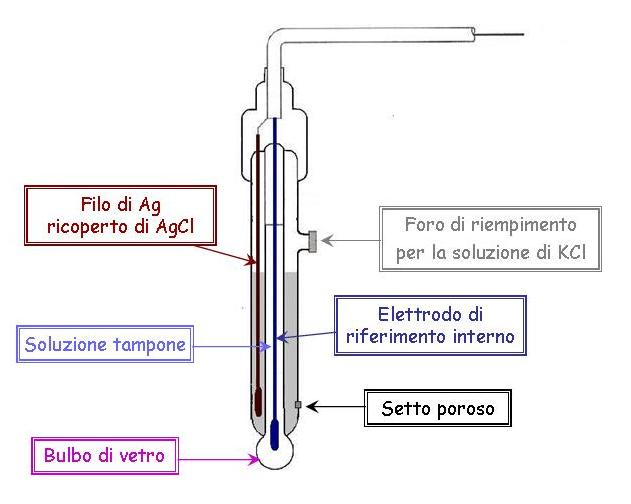 Filo di Ag
ricoperto di AgCl
Foro di riempimento
per la soluzione di KCl
Elettrodo di
riferimento interno
Soluzione tampone
Setto poroso
Bulbo di vetro